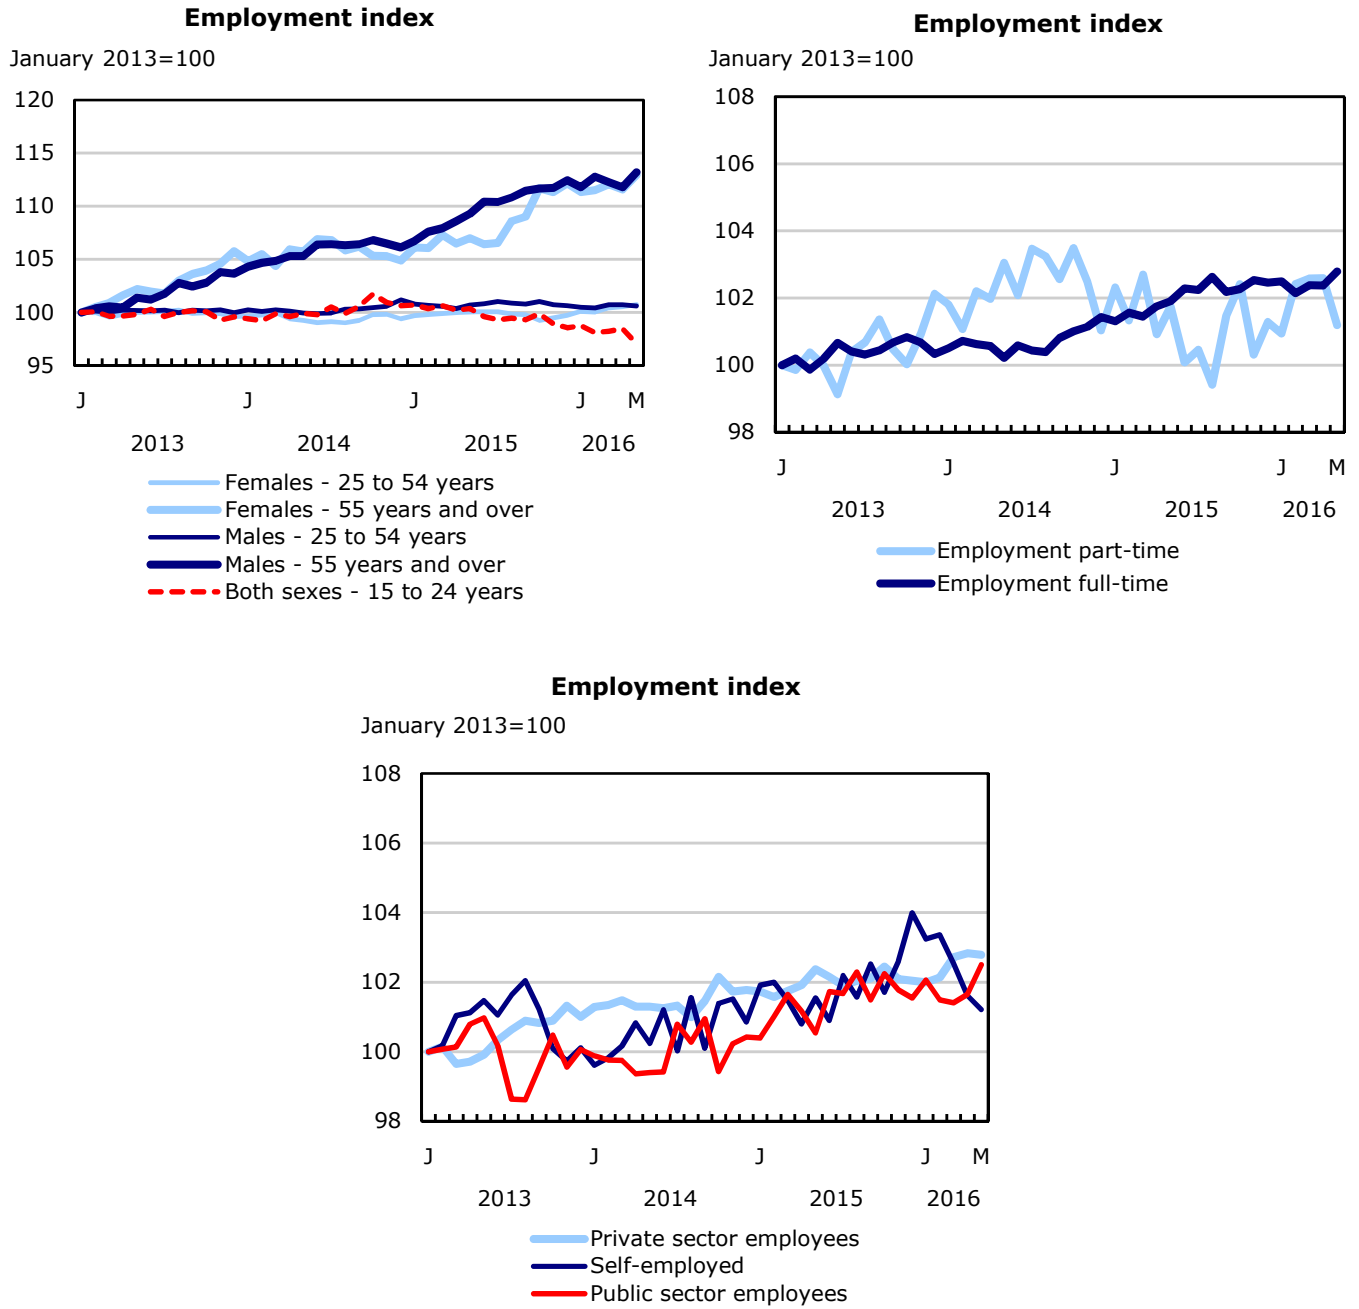 Employment index
January 2013=100
120
115
110
105
100
95
J J J J M
2013 2014 2015 2016
Females - 25 to 54 years
Females - 55 years and over
Males - 25 to 54 years
Males - 55 years and over
Both sexes - 15 to 24 years
Employment index
January 2013=100
108
106
104
102
100
98
J J J J M
2013 2014 2015 2016
Employment part-time
Employment full-time
Employment index
January 2013=100
108
106
104
102
100
98
J J J J M
2013 2014 2015 2016
Private sector employees
Self-employed
Public sector employees